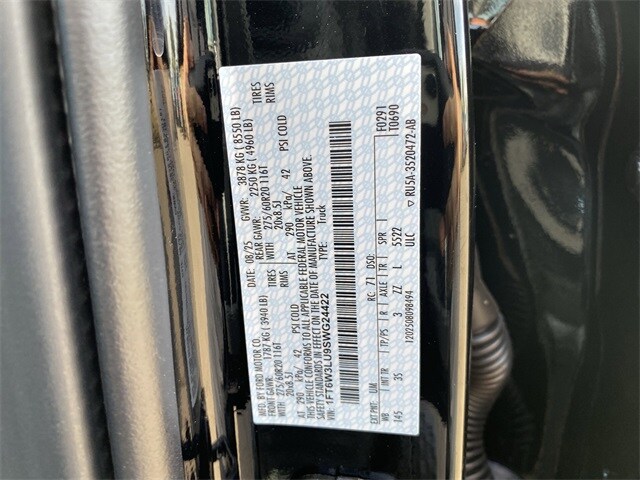 MFD. BY FORD MOTOR CO.
DATE: 08/25 GVWR: 3878 KG ( 8550 LB)
FRONT GAWR: 1787 KG ( 3940 LB) REAR GAWR: 2250 KG ( 4960 LB)
275/60R20 116T TIRES WITH 275/60R20 116T TIRES
20x8.5J RIMS 20x8.5J RIMS
AT 290 kPa/ 42 PSI COLD AT 290 kPa/ 42 PSI COLD
THIS VEHICLE CONFORMS TO ALL APPLICABLE FEDERAL MOTOR VEHICLE
SAFETY STANDARDS IN EFFECT ON THE DATE OF MANUFACTURE SHOWN ABOVE.
VIN: 1FT6W3LU9SWG24422 TYPE: Truck
F0291
T0690
EXT PNT: UM RC: 71 DSO:
WB INT TR TP/PS R AXLE TR SPR
145 35 3 ZZ L 5522
ULC
120250809B494 RU5A-3520472-AB